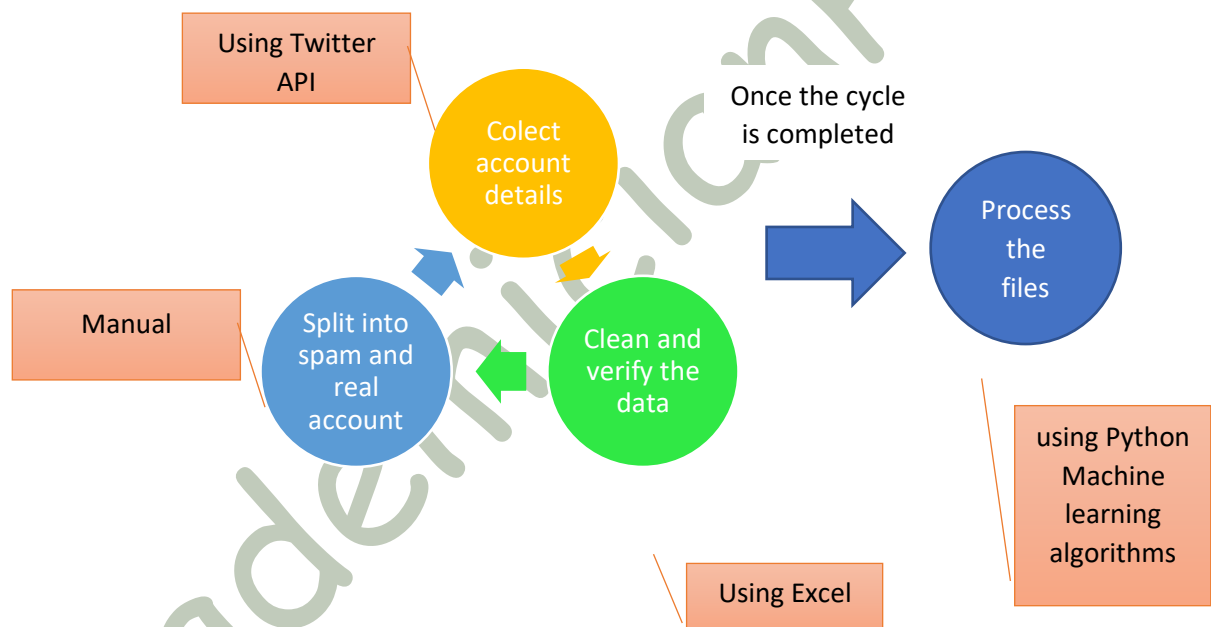 Using Twitter
API
Colect
account
details
Once the cycle
is completed
Process
the
files
Manual
Split into
spam and
real
account
Clean and
verify the
data
using Python
Machine
learning
algorithms
Using Excel